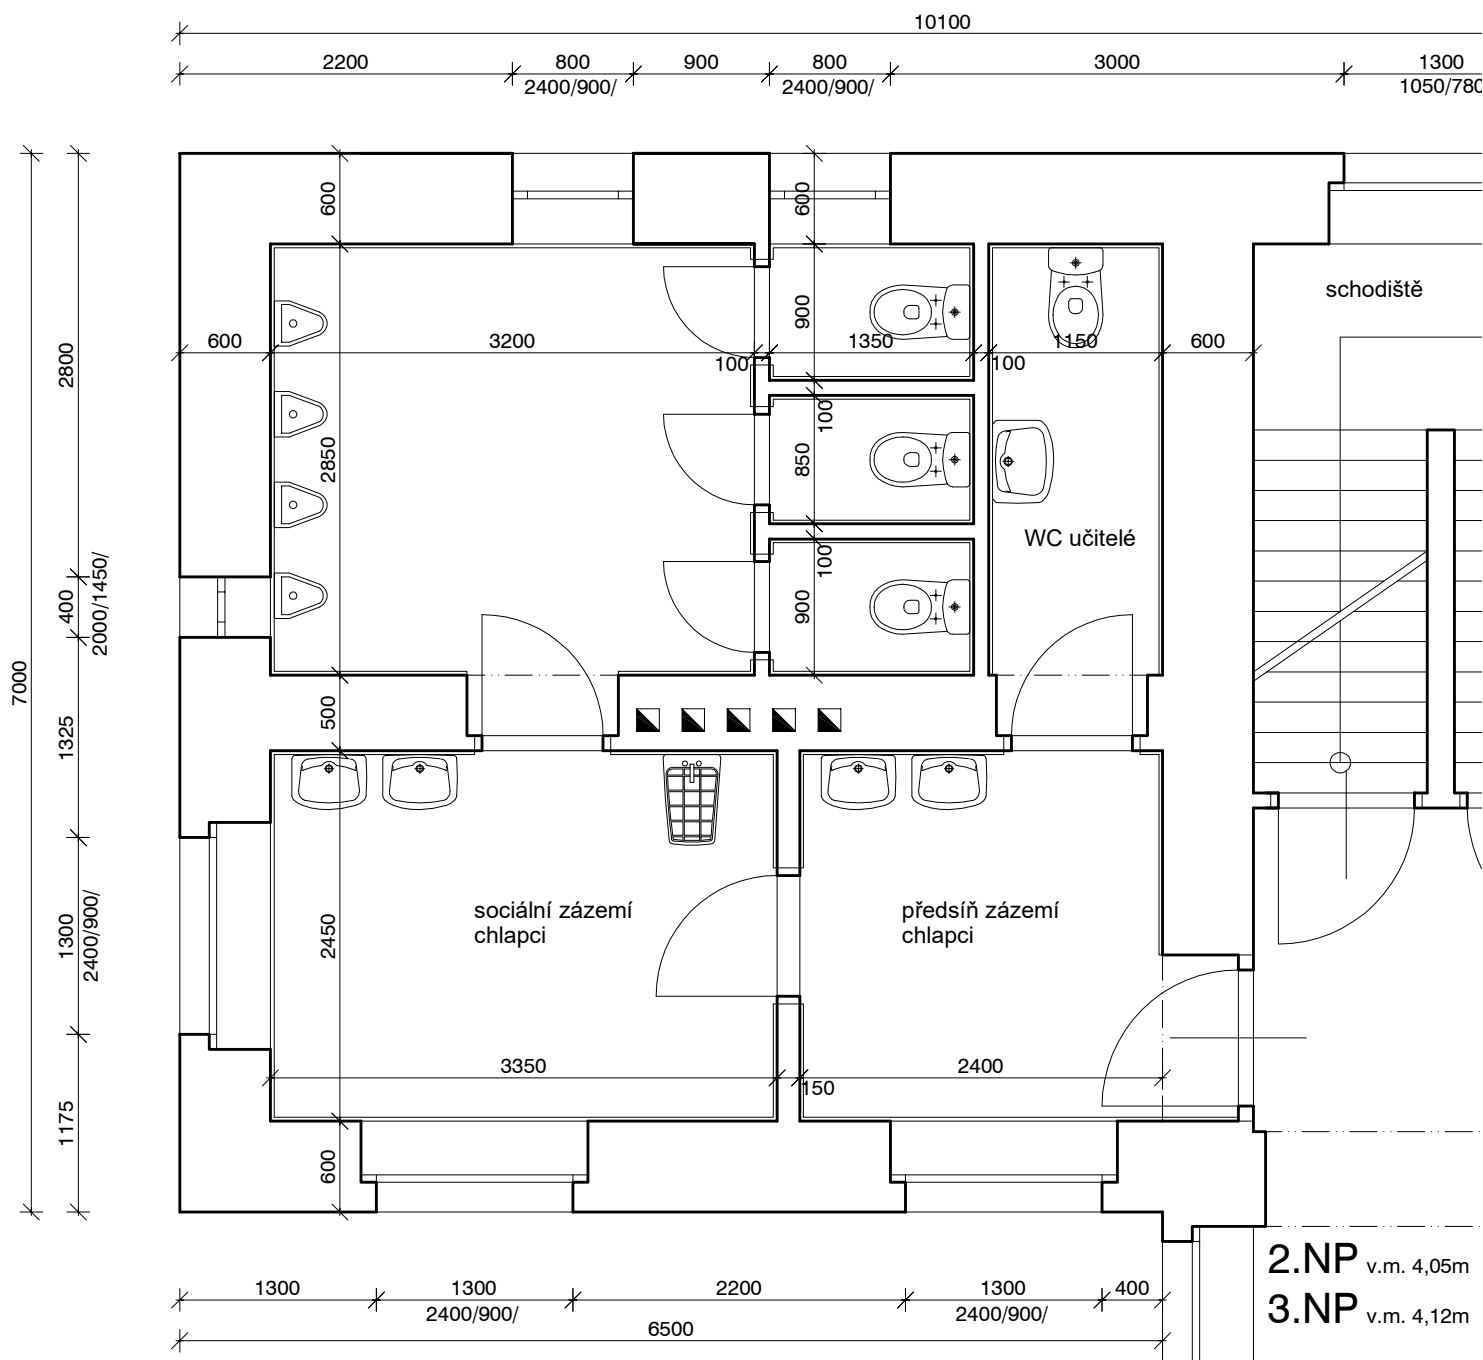 10100
2200 800 900 800 3000 1300
2400/900/ 2400/900/ 1050/780
600 600
schodiště
900
600 3200 1350 1150 600
100 100
2800
100
2850 850
WC učitelé
100
400
2000/1450/
900
7000
500
1325
sociální zázemí
chlapci
předsíň zázemí
chlapci
2450
1300
2400/900/
3350 2400
150
1175
600
2.NP v.m. 4,05m
3.NP v.m. 4,12m
1300 1300 2200 1300 400
2400/900/ 2400/900/
6500